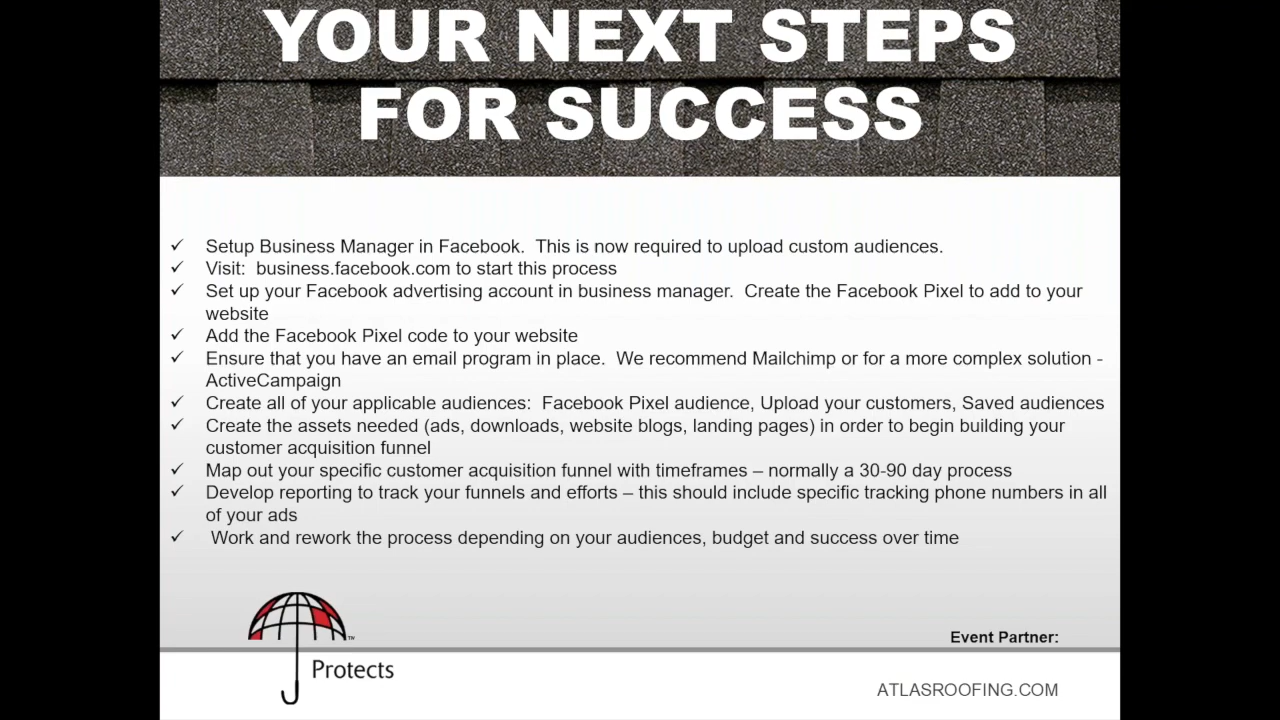 YOUR NEXT STEPS
FOR SUCCESS
✓ Setup Business Manager in Facebook.  This is now required to upload custom audiences.
✓ Visit:  business.facebook.com to start this process
✓ Set up your Facebook advertising account in business manager.  Create the Facebook Pixel to add to your
website
✓ Add the Facebook Pixel code to your website
✓ Ensure that you have an email program in place.  We recommend Mailchimp or for a more complex solution -
ActiveCampaign
✓ Create all of your applicable audiences:  Facebook Pixel audience, Upload your customers, Saved audiences
✓ Create the assets needed (ads, downloads, website blogs, landing pages) in order to begin building your
customer acquisition funnel
✓ Map out your specific customer acquisition funnel with timeframes – normally a 30-90 day process
✓ Develop reporting to track your funnels and efforts – this should include specific tracking phone numbers in all
of your ads
✓ Work and rework the process depending on your audiences, budget and success over time
TM
Protects
Event Partner:
ATLASROOFING.COM